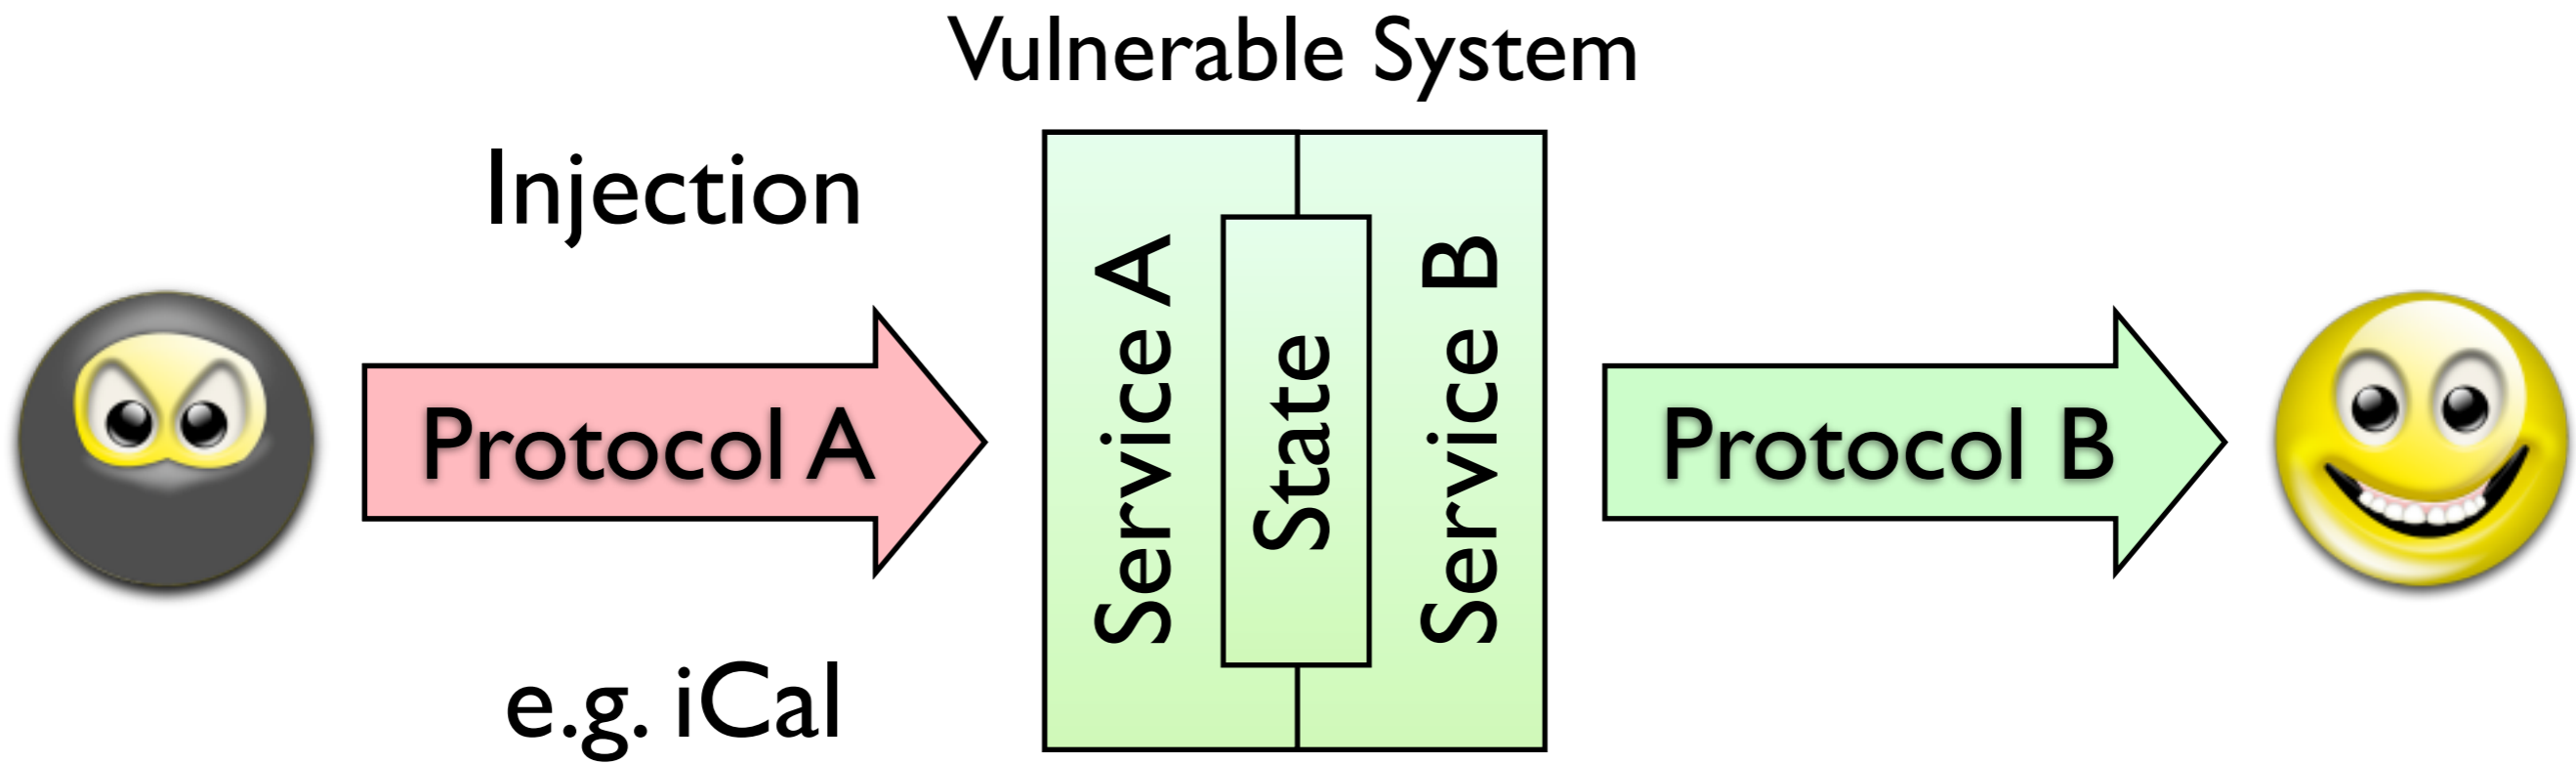 Vulnerable System
Injection
Protocol A
e.g. iCal
Service A
State
Service B
Protocol B